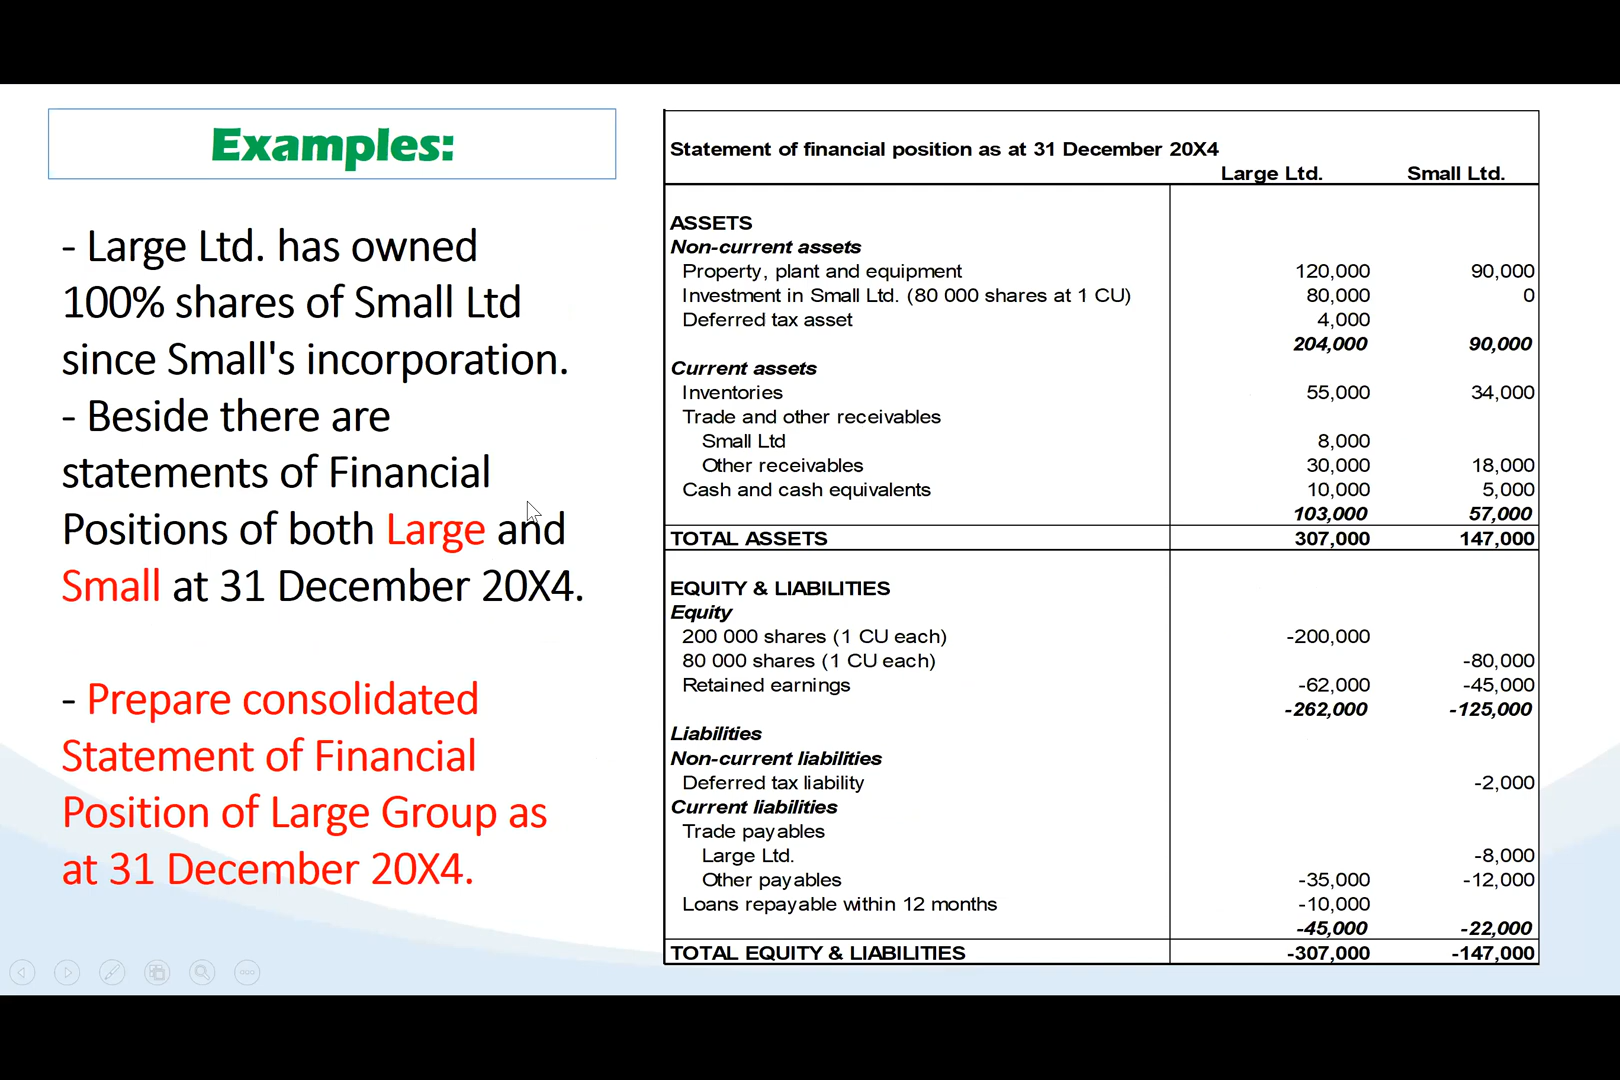 Examples:
- Large Ltd. has owned
100% shares of Small Ltd
since Small's incorporation.
- Beside there are
statements of Financial
Positions of both Large and
Small at 31 December 20X4.
- Prepare consolidated
Statement of Financial
Position of Large Group as
at 31 December 20X4.
Statement of financial position as at 31 December 20X4
Large Ltd. Small Ltd.
ASSETS
Non-current assets
Property, plant and equipment 120,000 90,000
Investment in Small Ltd. (80 000 shares at 1 CU) 80,000 0
Deferred tax asset 4,000
204,000 90,000
Current assets
Inventories 55,000 34,000
Trade and other receivables
Small Ltd 8,000
Other receivables 30,000 18,000
Cash and cash equivalents 10,000 5,000
103,000 57,000
TOTAL ASSETS 307,000 147,000
EQUITY & LIABILITIES
Equity
200 000 shares (1 CU each) -200,000
80 000 shares (1 CU each) -80,000
Retained earnings -62,000 -45,000
-262,000 -125,000
Liabilities
Non-current liabilities
Deferred tax liability -2,000
Current liabilities
Trade payables
Large Ltd. -8,000
Other payables -35,000 -12,000
Loans repayable within 12 months -10,000
-45,000 -22,000
TOTAL EQUITY & LIABILITIES -307,000 -147,000